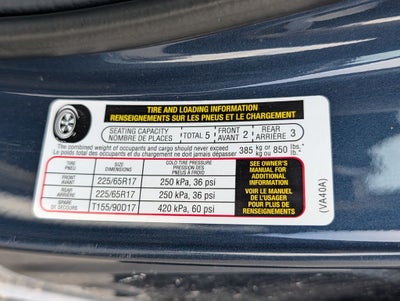 TIRE AND LOADING INFORMATION
RENSEIGNEMENTS SUR LES PNEUS ET LE CHARGEMENT
SEATING CAPACITY
NOMBRE DE PLACES
TOTAL 5
FRONT
AVANT 2
REAR
ARRIÈRE 3
The combined weight of occupants and cargo should never exceed
Le poids total des occupants et du chargement ne doit jamais dépasser
385 kg or 850 lbs.
kg ou lb.
TIRE
PNEU
SIZE
DIMENSIONS
COLD TIRE PRESSURE
PRESSION DES PNEUS À FROID
FRONT
AVANT
225/65R17
250 kPa, 36 psi
REAR
ARRIÈRE
225/65R17
250 kPa, 36 psi
SPARE
DE SECOURS
T155/90D17
420 kPa, 60 psi
SEE OWNER'S
MANUAL FOR
ADDITIONAL
INFORMATION
VOIR LE MANUEL
DE L'USAGER
POUR PLUS DE
RENSEIGNEMENTS
(VA40A)